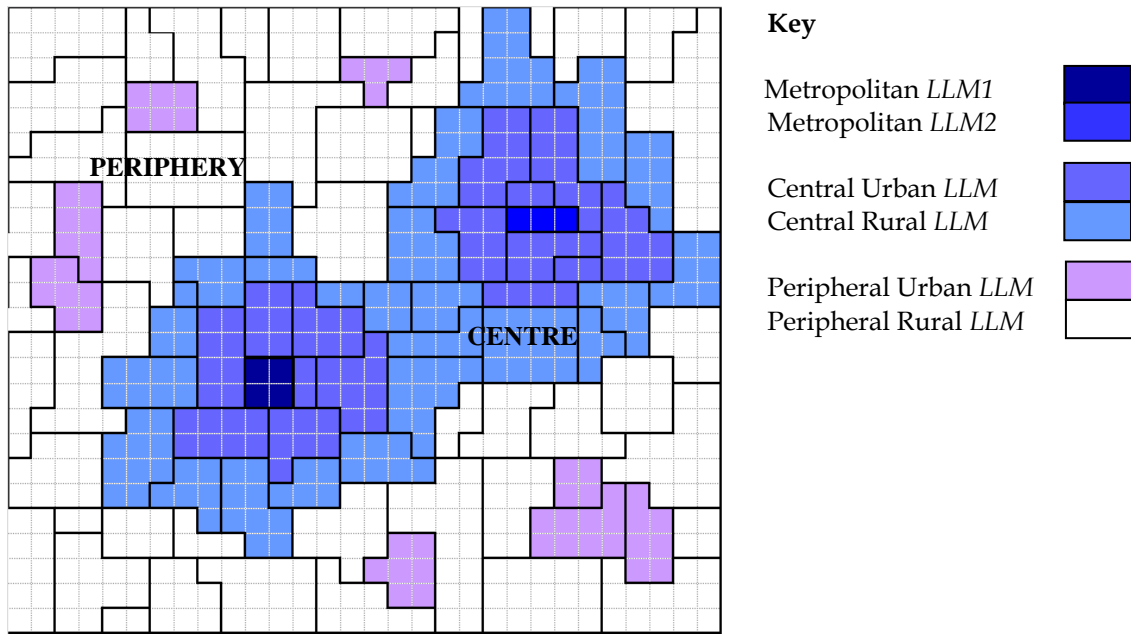 Key
Metropolitan LLM1
Metropolitan LLM2
PERIPHERY
Central Urban LLM
Central Rural LLM
Peripheral Urban LLM
Peripheral Rural LLM
CENTRE